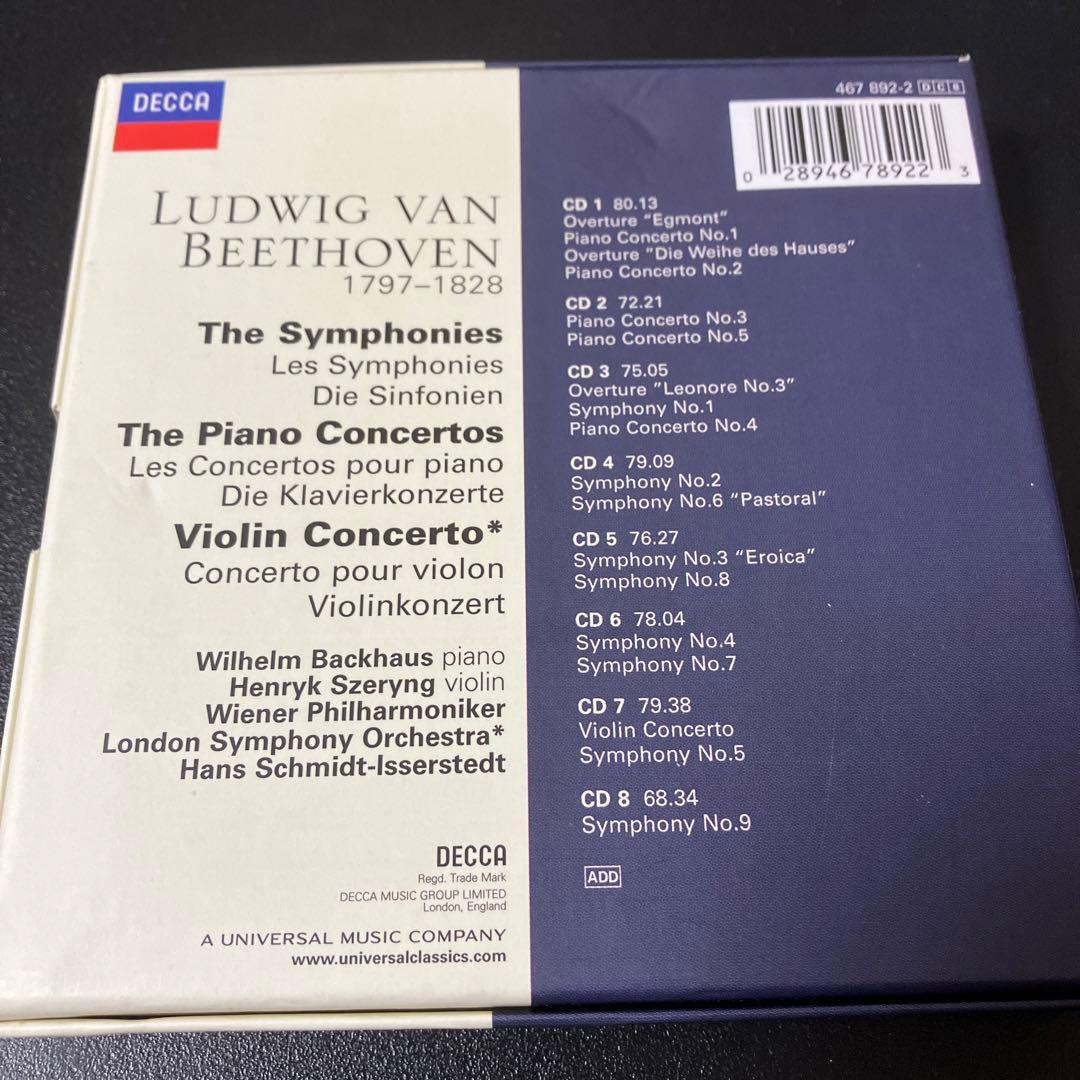 DECCA
LUDWIG VAN
BEETHOVEN
1797–1828
The Symphonies
Les Symphonies
Die Sinfonien
The Piano Concertos
Les Concertos pour piano
Die Klavierkonzerte
Violin Concerto*
Concerto pour violon
Violinkonzert
Wilhelm Backhaus piano
Henryk Szeryng violin
Wiener Philharmoniker
London Symphony Orchestra*
Hans Schmidt-Isserstedt
DECCA
Regd. Trade Mark
DECCA MUSIC GROUP LIMITED
London, England
A UNIVERSAL MUSIC COMPANY
www.universalclassics.com
467 892-2 DC8
0 28946 78922 3
CD 1 80.13
Overture "Egmont"
Piano Concerto No.1
Overture "Die Weihe des Hauses"
Piano Concerto No.2
CD 2 72.21
Piano Concerto No.3
Piano Concerto No.5
CD 3 75.05
Overture "Leonore No.3"
Symphony No.1
Piano Concerto No.4
CD 4 79.09
Symphony No.2
Symphony No.6 "Pastoral"
CD 5 76.27
Symphony No.3 "Eroica"
Symphony No.8
CD 6 78.04
Symphony No.4
Symphony No.7
CD 7 79.38
Violin Concerto
Symphony No.5
CD 8 68.34
Symphony No.9
ADD